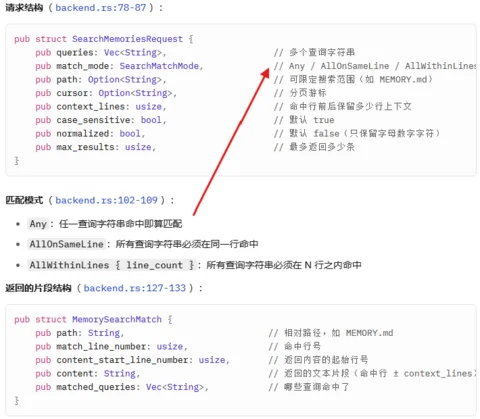 请求结构（backend.rs:78-87）:
pub struct SearchMemoriesRequest {
pub queries: Vec<String>, // 多个查询字符串
pub match_mode: SearchMatchMode, // Any / AllOnSameLine / AllWithinLines
pub path: Option<String>, // 可限定搜索范围（如 MEMORY.md）
pub cursor: Option<String>, // 分页游标
pub context_lines: usize, // 命中行前后保留多少行上下文
pub case_sensitive: bool, // 默认 true
pub normalized: bool, // 默认 false（只保留字母数字字符）
pub max_results: usize, // 最多返回多少条
}
匹配模式（backend.rs:102-109）:
• Any: 任一查询字符串命中即算匹配
• AllOnSameLine: 所有查询字符串必须在同一行命中
• AllWithinLines { line_count }: 所有查询字符串必须在 N 行之内命中
返回的片段结构（backend.rs:127-133）:
pub struct MemorySearchMatch {
pub path: String, // 相对路径，如 MEMORY.md
pub match_line_number: usize, // 命中行号
pub content_start_line_number: usize, // 返回内容的起始行号
pub content: String, // 返回的文本片段（命中行 ± context_lines）
pub matched_queries: Vec<String>, // 哪些查询命中了
}